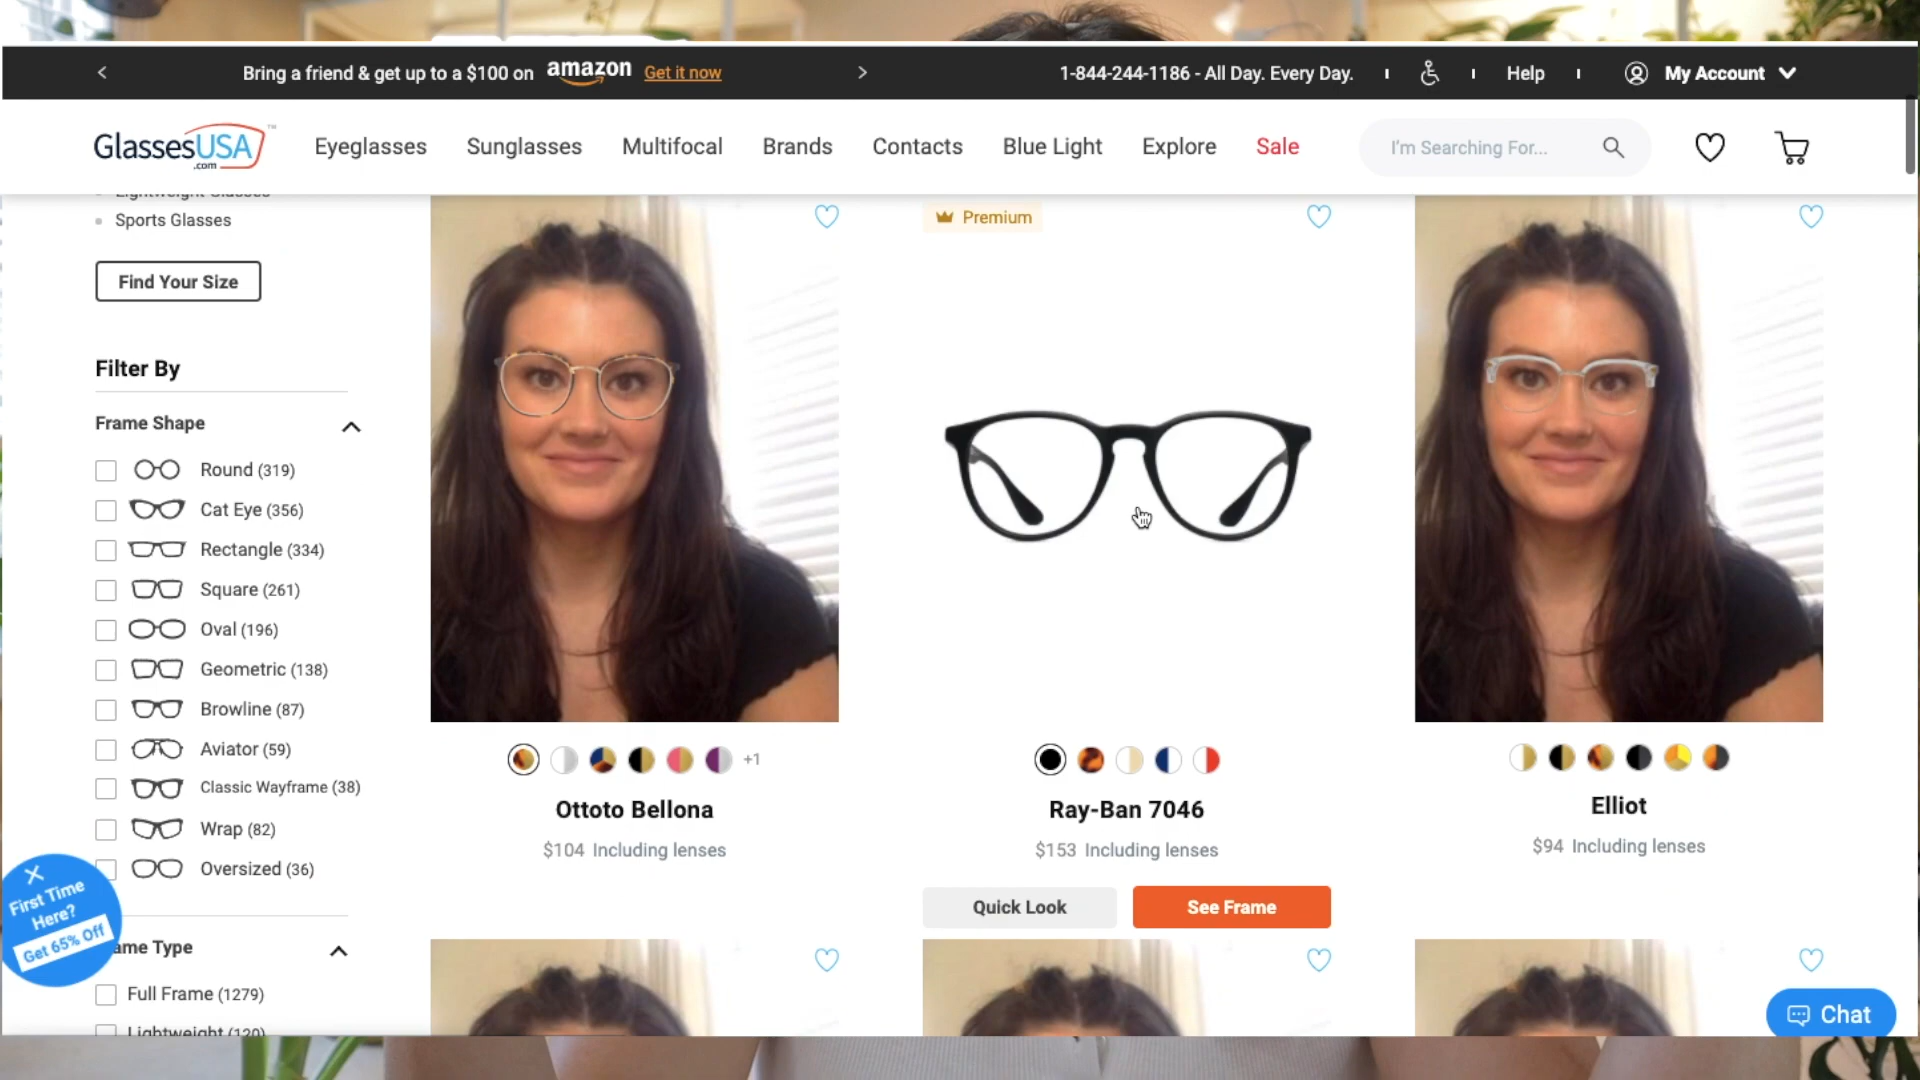 Bring a friend & get up to a $100 on amazon Get it now
1-844-244-1186 - All Day. Every Day.
Help
My Account
GlassesUSA™
.com
Eyeglasses
Sunglasses
Multifocal
Brands
Contacts
Blue Light
Explore
Sale
I'm Searching For...
Lightweight Glasses
Sports Glasses
Find Your Size
Filter By
Frame Shape
Round (319)
Cat Eye (356)
Rectangle (334)
Square (261)
Oval (196)
Geometric (138)
Browline (87)
Aviator (59)
Classic Wayframe (38)
Wrap (82)
Oversized (36)
First Time
Here?
Get 65% Off
ame Type
Full Frame (1279)
Lightweight (120)
+1
Ottoto Bellona
$104 Including lenses
Premium
Ray-Ban 7046
$153 Including lenses
Quick Look
See Frame
Elliot
$94 Including lenses
Chat